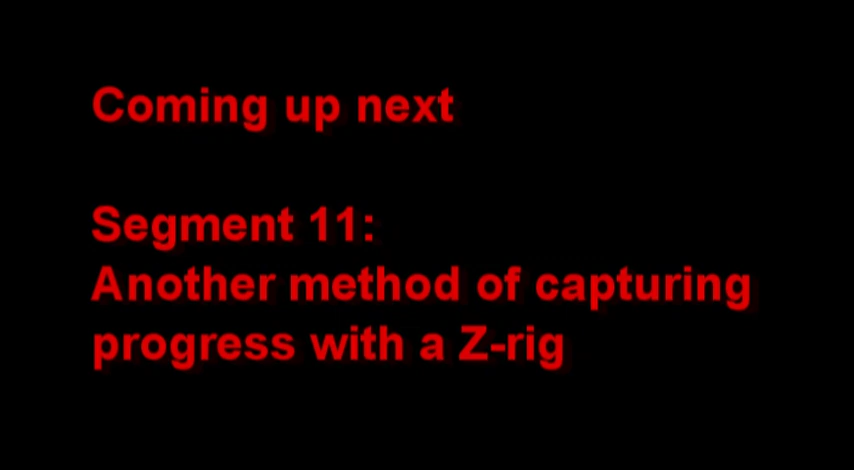 Coming up next
Segment 11:
Another method of capturing
progress with a Z-rig